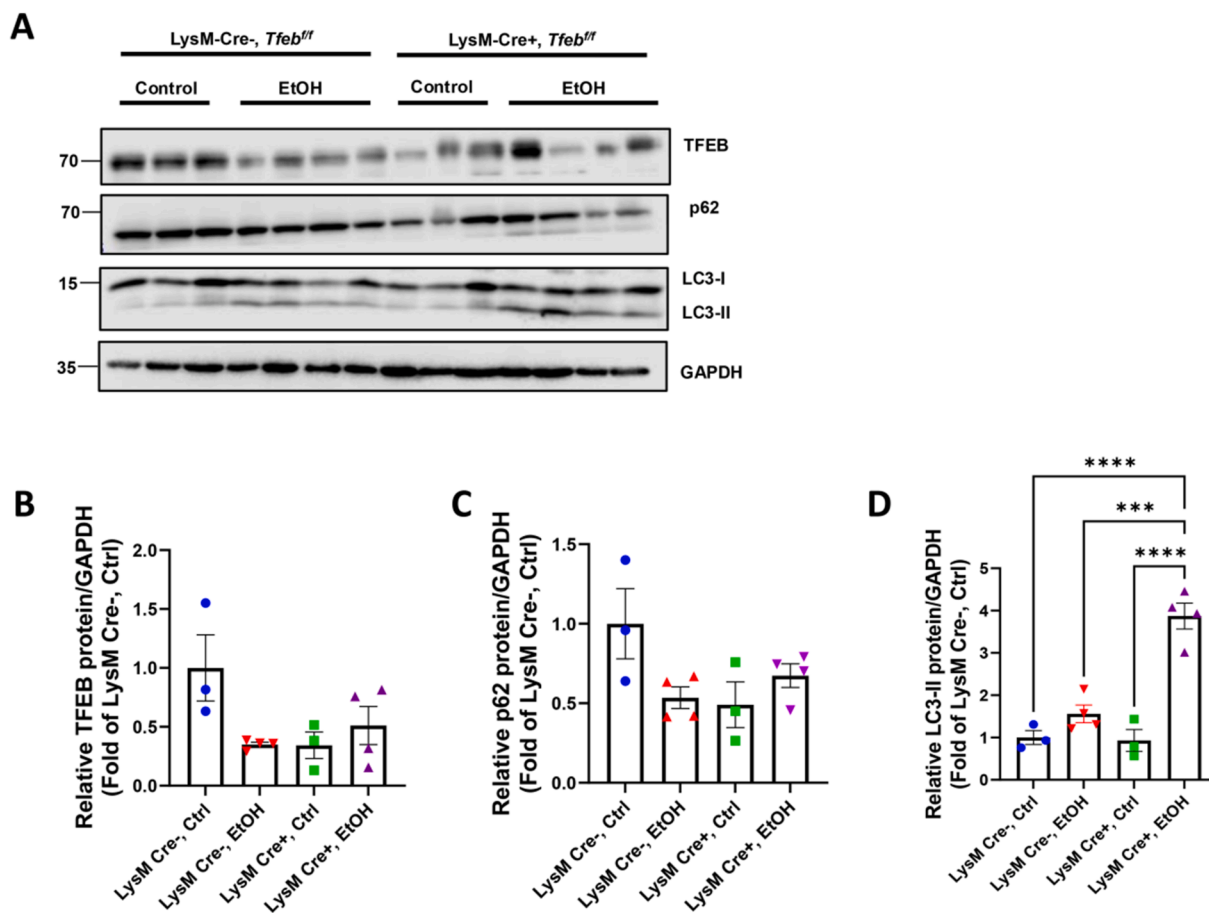 A
LysM-Cre-, Tfeb^f/f LysM-Cre+, Tfeb^f/f
Control EtOH Control EtOH
70 TFEB
70 p62
15 LC3-I
LC3-II
35 GAPDH
B
Relative TFEB protein/GAPDH
(Fold of LysM Cre-, Ctrl)
2.0
1.5
1.0
0.5
0.0
LysM Cre-, Ctrl
LysM Cre-, EtOH
LysM Cre+, Ctrl
LysM Cre+, EtOH
C
Relative p62 protein/GAPDH
(Fold of LysM Cre-, Ctrl)
1.5
1.0
0.5
0.0
LysM Cre-, Ctrl
LysM Cre-, EtOH
LysM Cre+, Ctrl
LysM Cre+, EtOH
D
Relative LC3-II protein/GAPDH
(Fold of LysM Cre-, Ctrl)
****
***
****
5
4
3
2
1
0
LysM Cre-, Ctrl
LysM Cre-, EtOH
LysM Cre+, Ctrl
LysM Cre+, EtOH